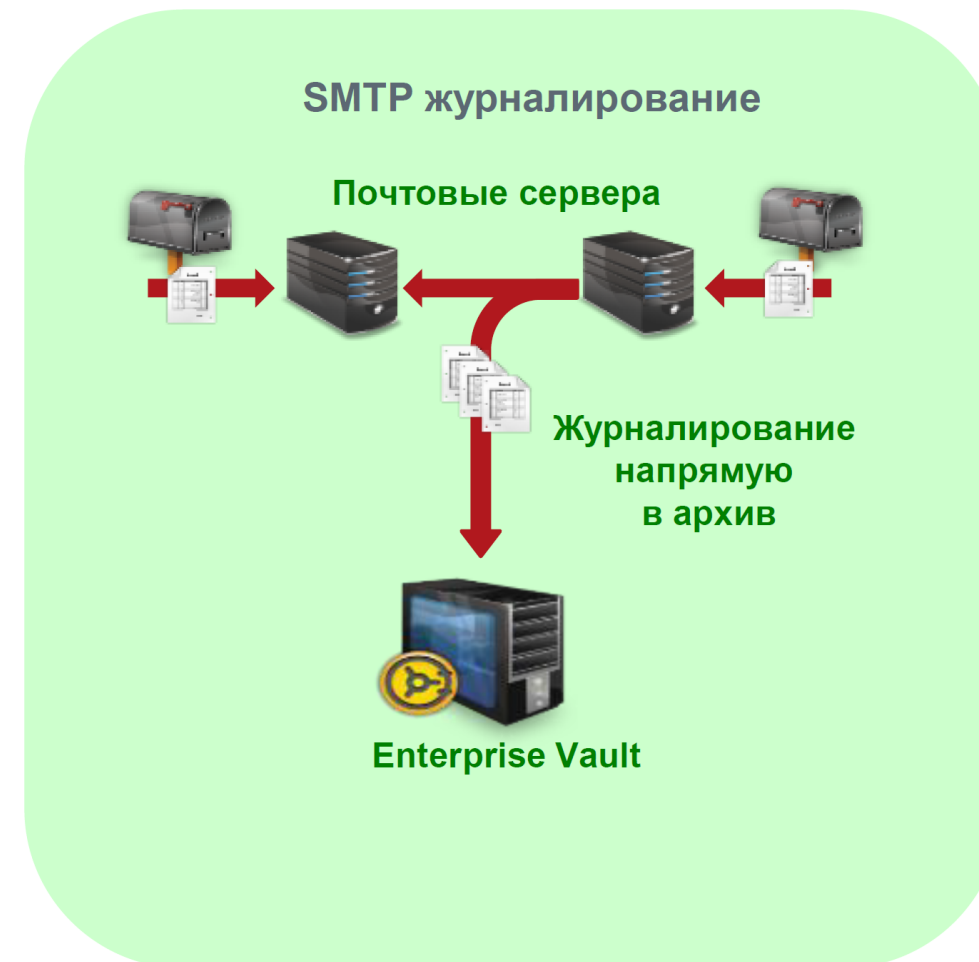 SMTP журналирование
Почтовые сервера
Журналирование
напрямую
в архив
Enterprise Vault